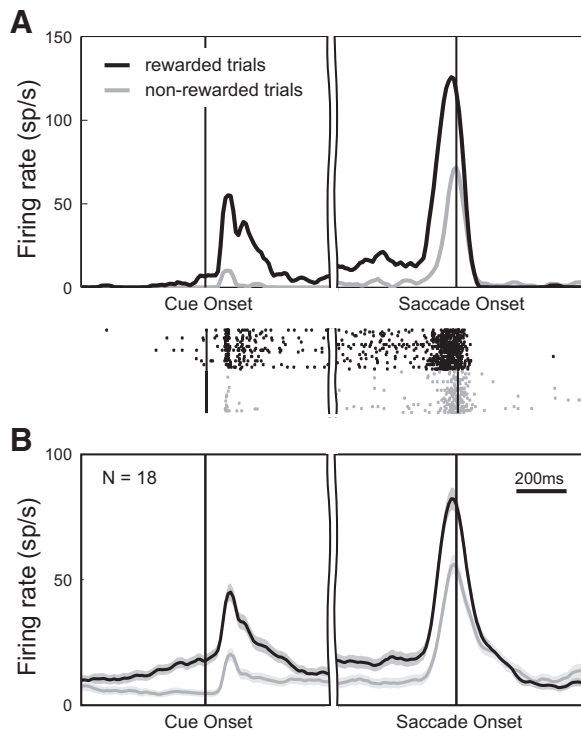 A
Firing rate (sp/s)
150
100
50
0
rewarded trials
non-rewarded trials
Cue Onset Saccade Onset
B
Firing rate (sp/s)
100
50
0
N = 18
200ms
Cue Onset Saccade Onset